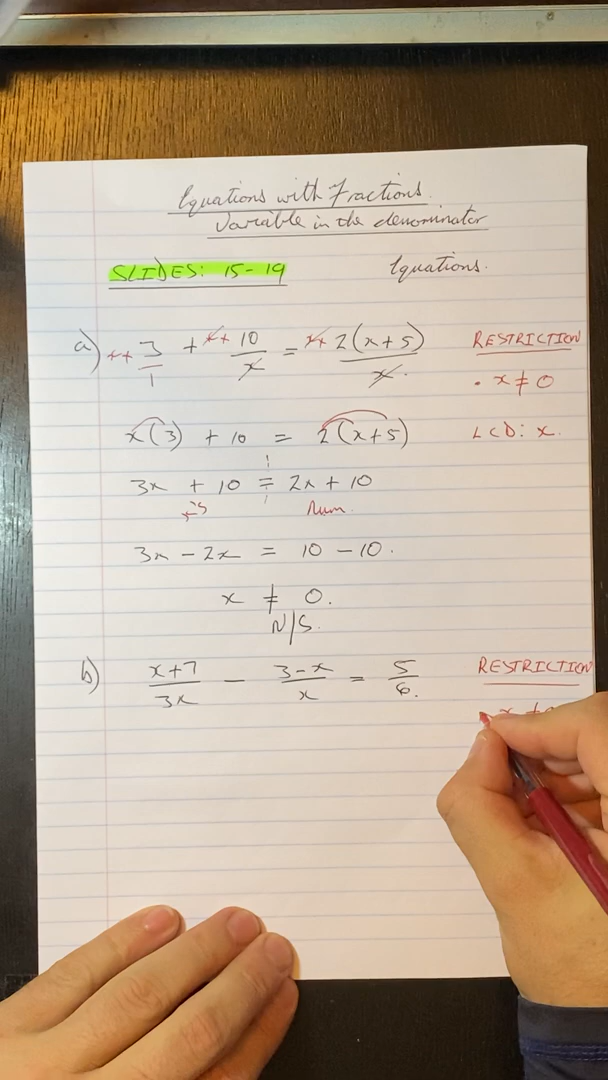 Equations with Fractions.
Variable in the denominator
SLIDES: 15-19
Equations.
a) 3/1 + 10/x = 2(x+5)/x
RESTRICTION
• x ≠ 0
x(3) + 10 = 2(x+5)
LCD: x.
3x + 10 = 2x + 10
x's Num.
3x - 2x = 10 - 10.
x ≠ 0.
N/S.
b) x+7/3x - 3-x/x = 5/6.
RESTRICTION
x ≠